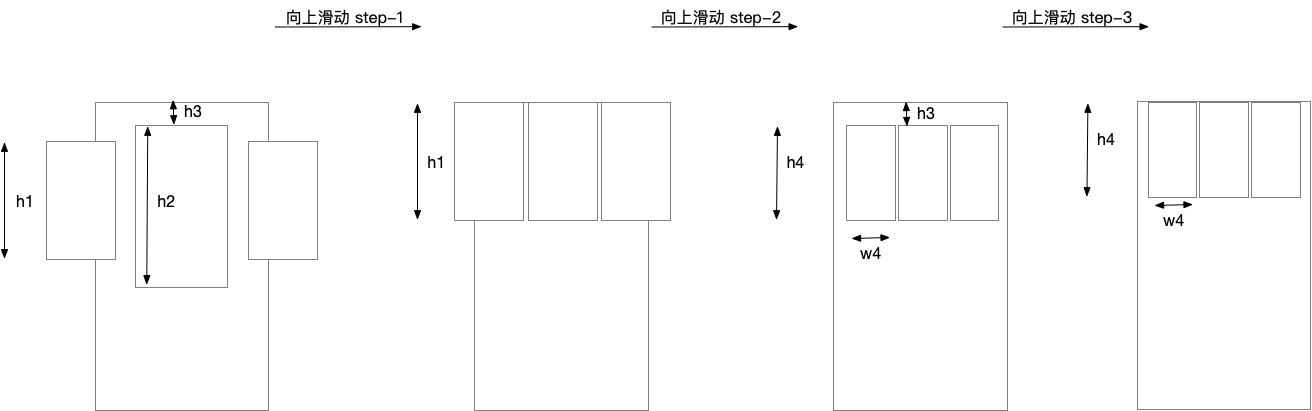 向上滑动 step-1
向上滑动 step-2
向上滑动 step-3
h3
h1
h2
h1
h3
h4
w4
h4
w4